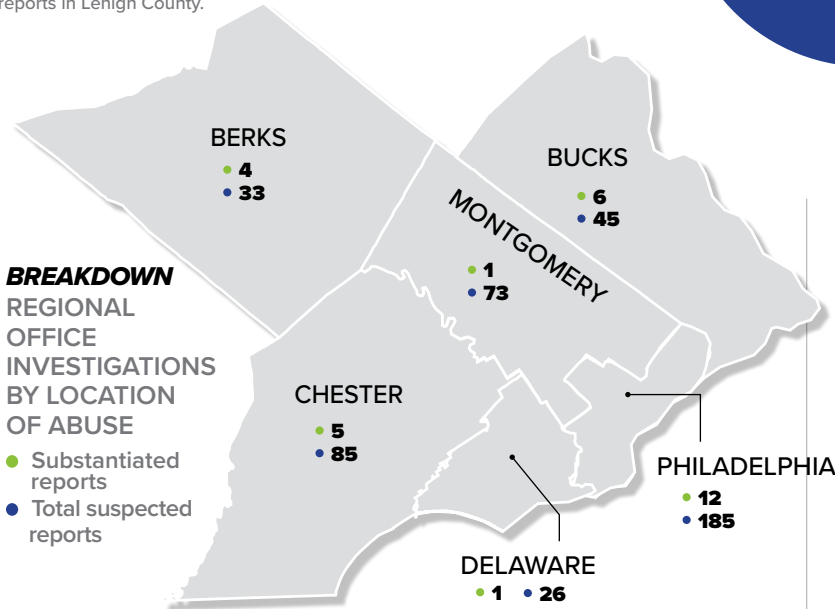 reports in Lehigh County.
BERKS
4
33
BUCKS
6
45
MONTGOMERY
1
73
BREAKDOWN
REGIONAL
OFFICE
INVESTIGATIONS
BY LOCATION
OF ABUSE
Substantiated
reports
Total suspected
reports
CHESTER
5
85
PHILADELPHIA
12
185
DELAWARE
1 26